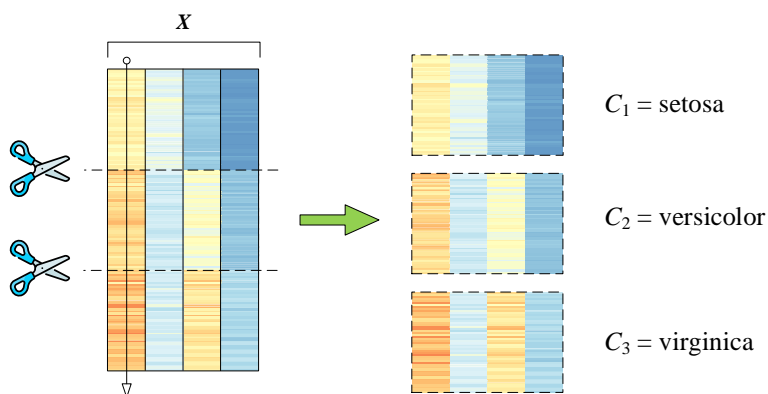 X
C1 = setosa
C2 = versicolor
C3 = virginica